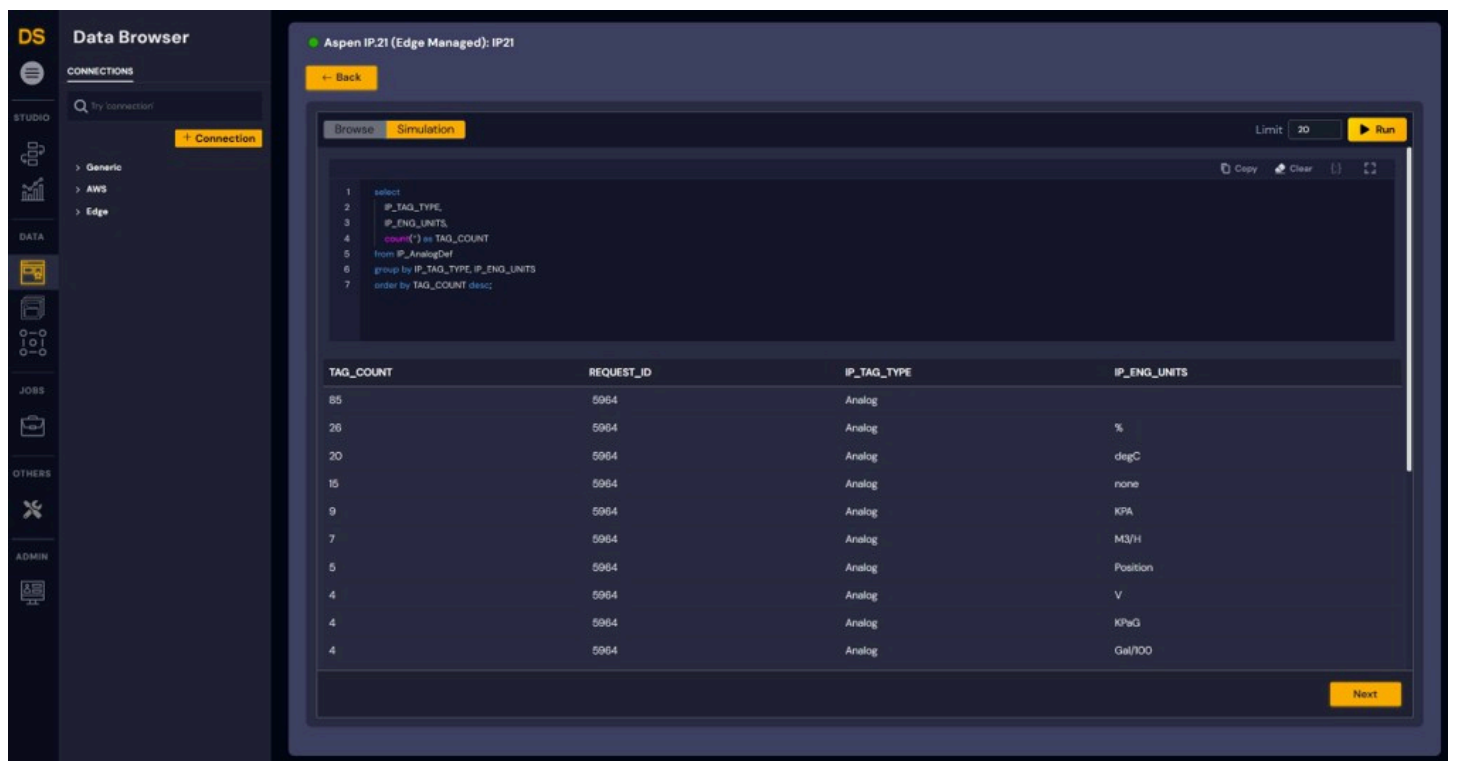 DS
Data Browser
CONNECTIONS
Try 'connection'
+ Connection
> Generic
> AWS
> Edge
STUDIO
DATA
JOBS
OTHERS
ADMIN
Aspen IP.21 (Edge Managed): IP21
← Back
Browse Simulation
Limit 20 Run
Copy Clear {} 
1 select
2 IP_TAG_TYPE,
3 IP_ENG_UNITS,
4 count(*) as TAG_COUNT
5 from IP_AnalogDef
6 group by IP_TAG_TYPE, IP_ENG_UNITS
7 order by TAG_COUNT desc;
TAG_COUNT REQUEST_ID IP_TAG_TYPE IP_ENG_UNITS
85 5964 Analog
26 5964 Analog %
20 5964 Analog degC
15 5964 Analog none
9 5964 Analog KPA
7 5964 Analog M3/H
5 5964 Analog Position
4 5964 Analog V
4 5964 Analog KPaG
4 5964 Analog Gal/100
Next